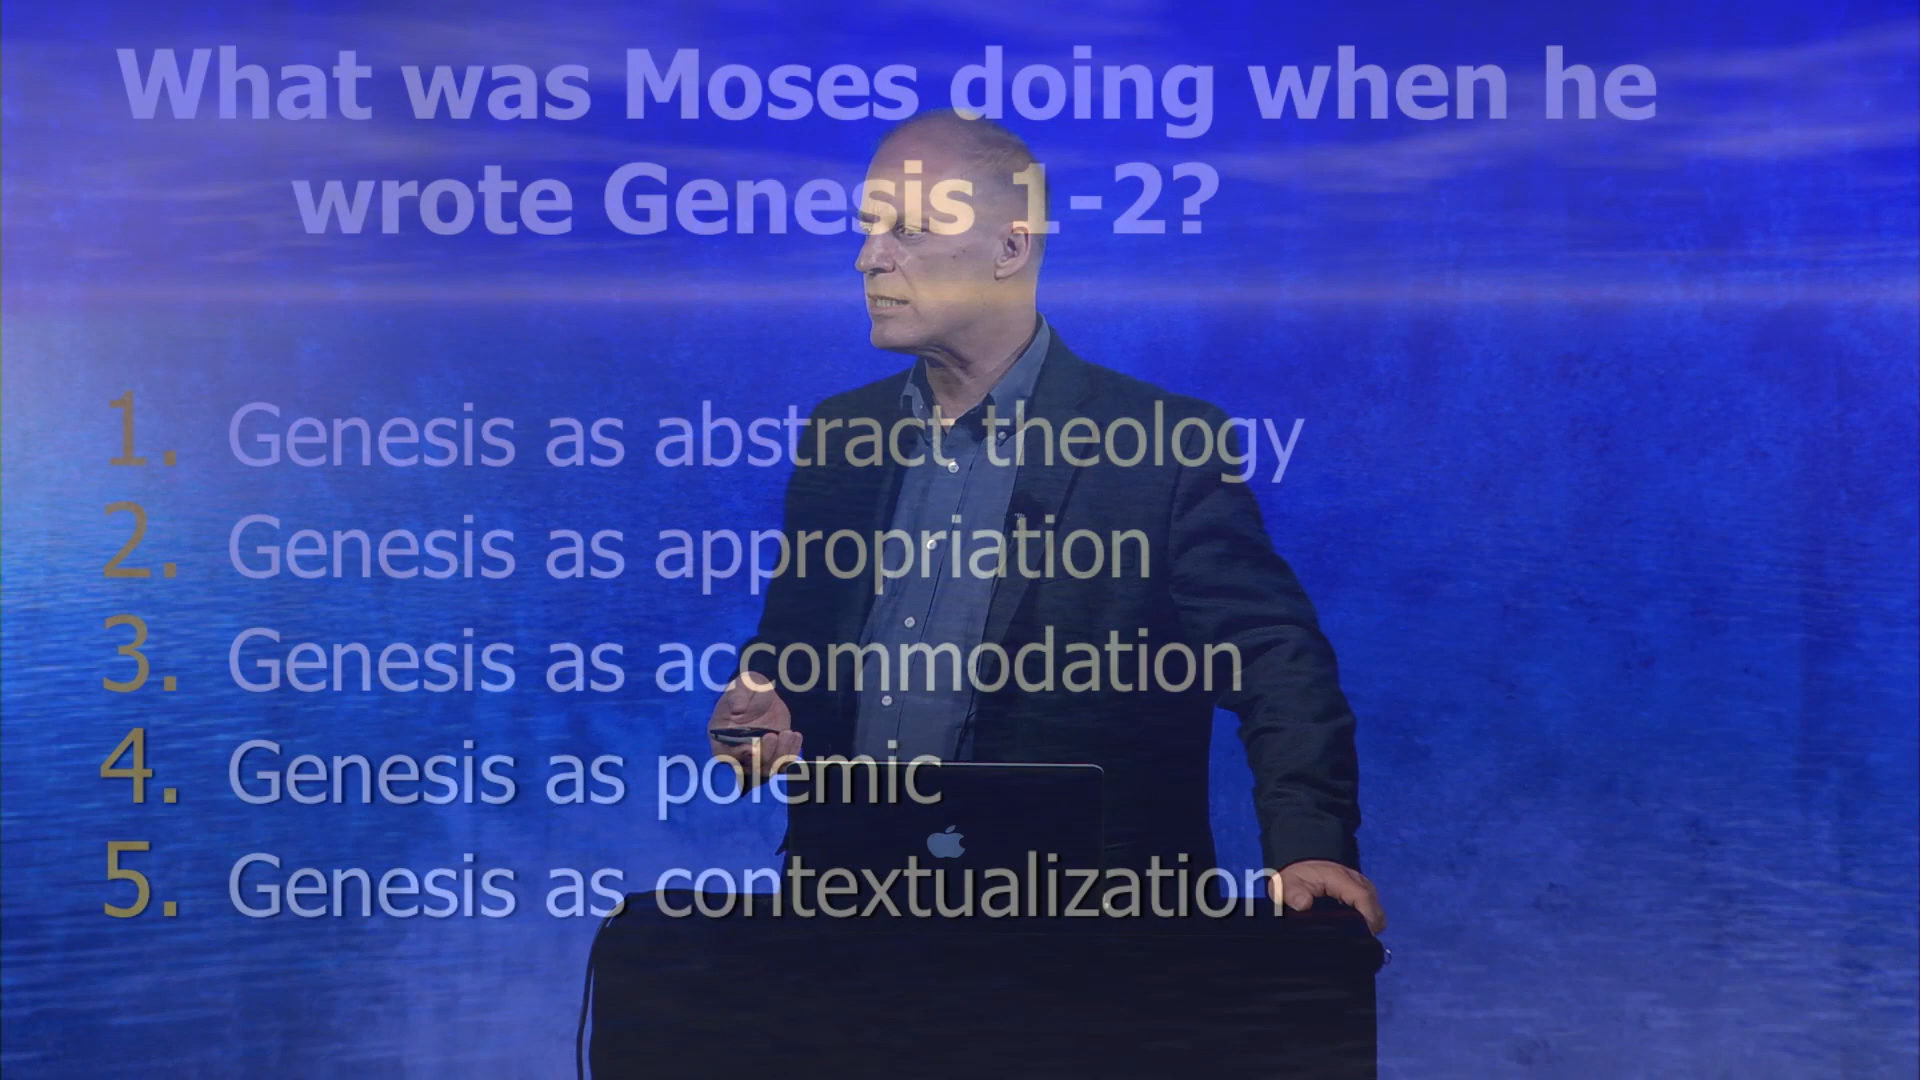 What was Moses doing when he
wrote Genesis 1-2?
1. Genesis as abstract theology
2. Genesis as appropriation
3. Genesis as accommodation
4. Genesis as polemic
5. Genesis as contextualization